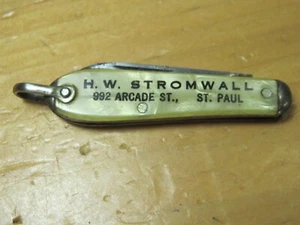 H. W. STROMWALL
992 ARCADE ST., ST. PAUL